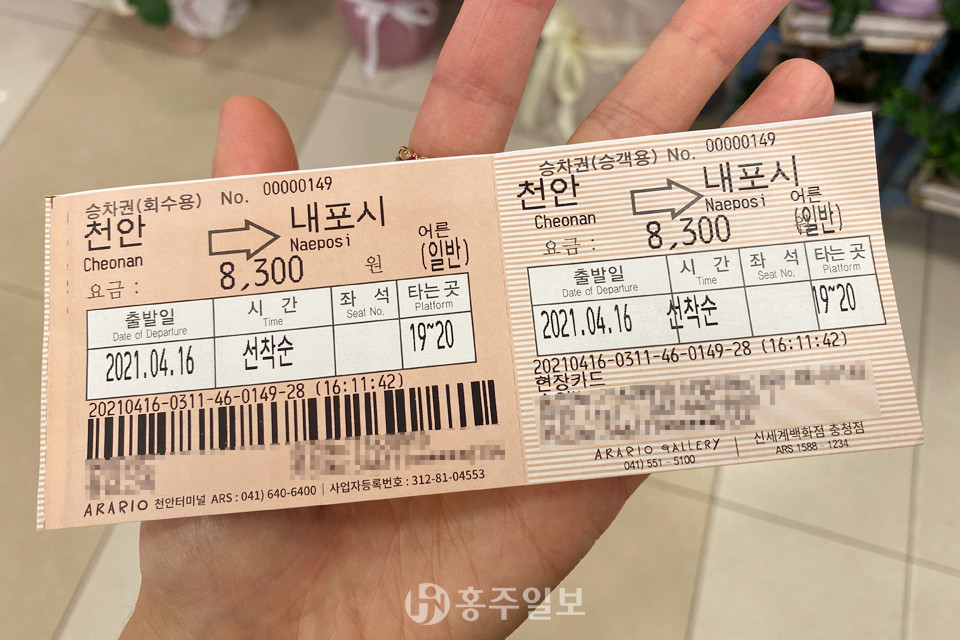 승차권(회수용) No. 00000149
천안 내포시 어른
Cheonan Naeposi (일반)
요금 : 8,300 원
출발일 시 간 좌 석 타는 곳
Date of Departure Time Seat No. Platform
2021.04.16 선착순 19~20
20210416-0311-46-0149-28 (16:11:42)
ARARIO 천안터미널 ARS : 041) 640-6400 | 사업자등록번호 : 312-81-04553
승차권(승객용) No. 00000149
천안 내포시 어른
Cheonan Naeposi (일반)
요금 : 8,300 원
출발일 시 간 좌 석 타는 곳
Date of Departure Time Seat No. Platform
2021.04.16 선착순 19~20
20210416-0311-46-0149-28 (16:11:42)
현장카드
ARARIO GALLERY | 신세계백화점 충청점
041) 551 - 5100 ARS 1588 - 1234
홍주일보